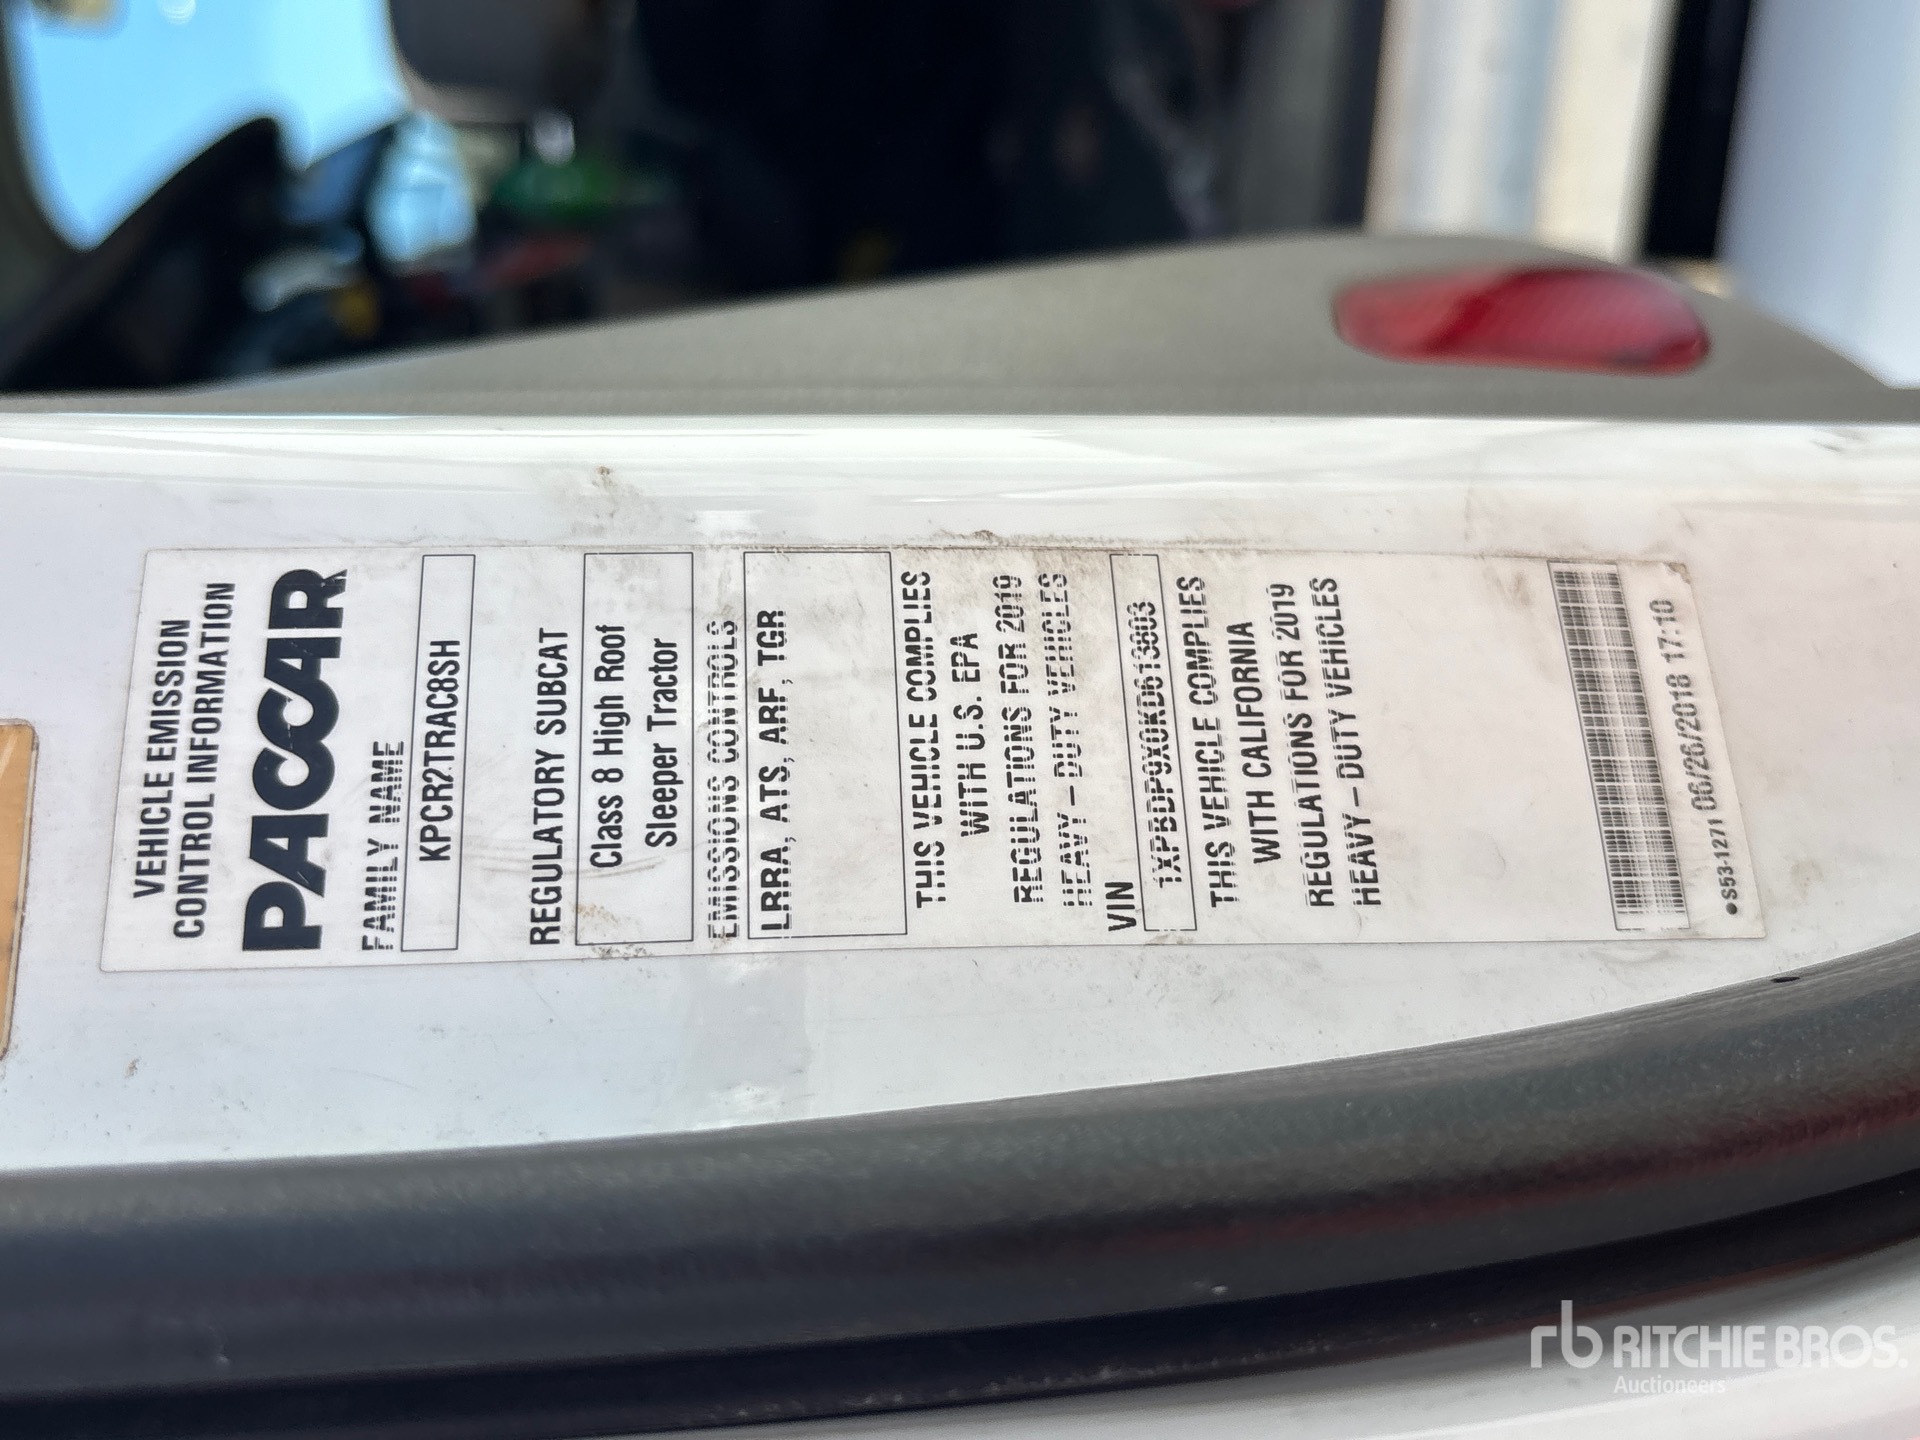 VEHICLE EMISSION
CONTROL INFORMATION
PACCAR
FAMILY NAME
KPCR2TRAC8SH
REGULATORY SUBCAT
Class 8 High Roof
Sleeper Tractor
EMISSIONS CONTROLS
LRRA, ATS, ARF, TGR
THIS VEHICLE COMPLIES
WITH U.S. EPA
REGULATIONS FOR 2019
HEAVY – DUTY VEHICLES
VIN
THIS VEHICLE COMPLIES
WITH CALIFORNIA
REGULATIONS FOR 2019
HEAVY – DUTY VEHICLES
•S53-1271 06/26/2018 17:10
rb RITCHIE BROS.
Auctioneers